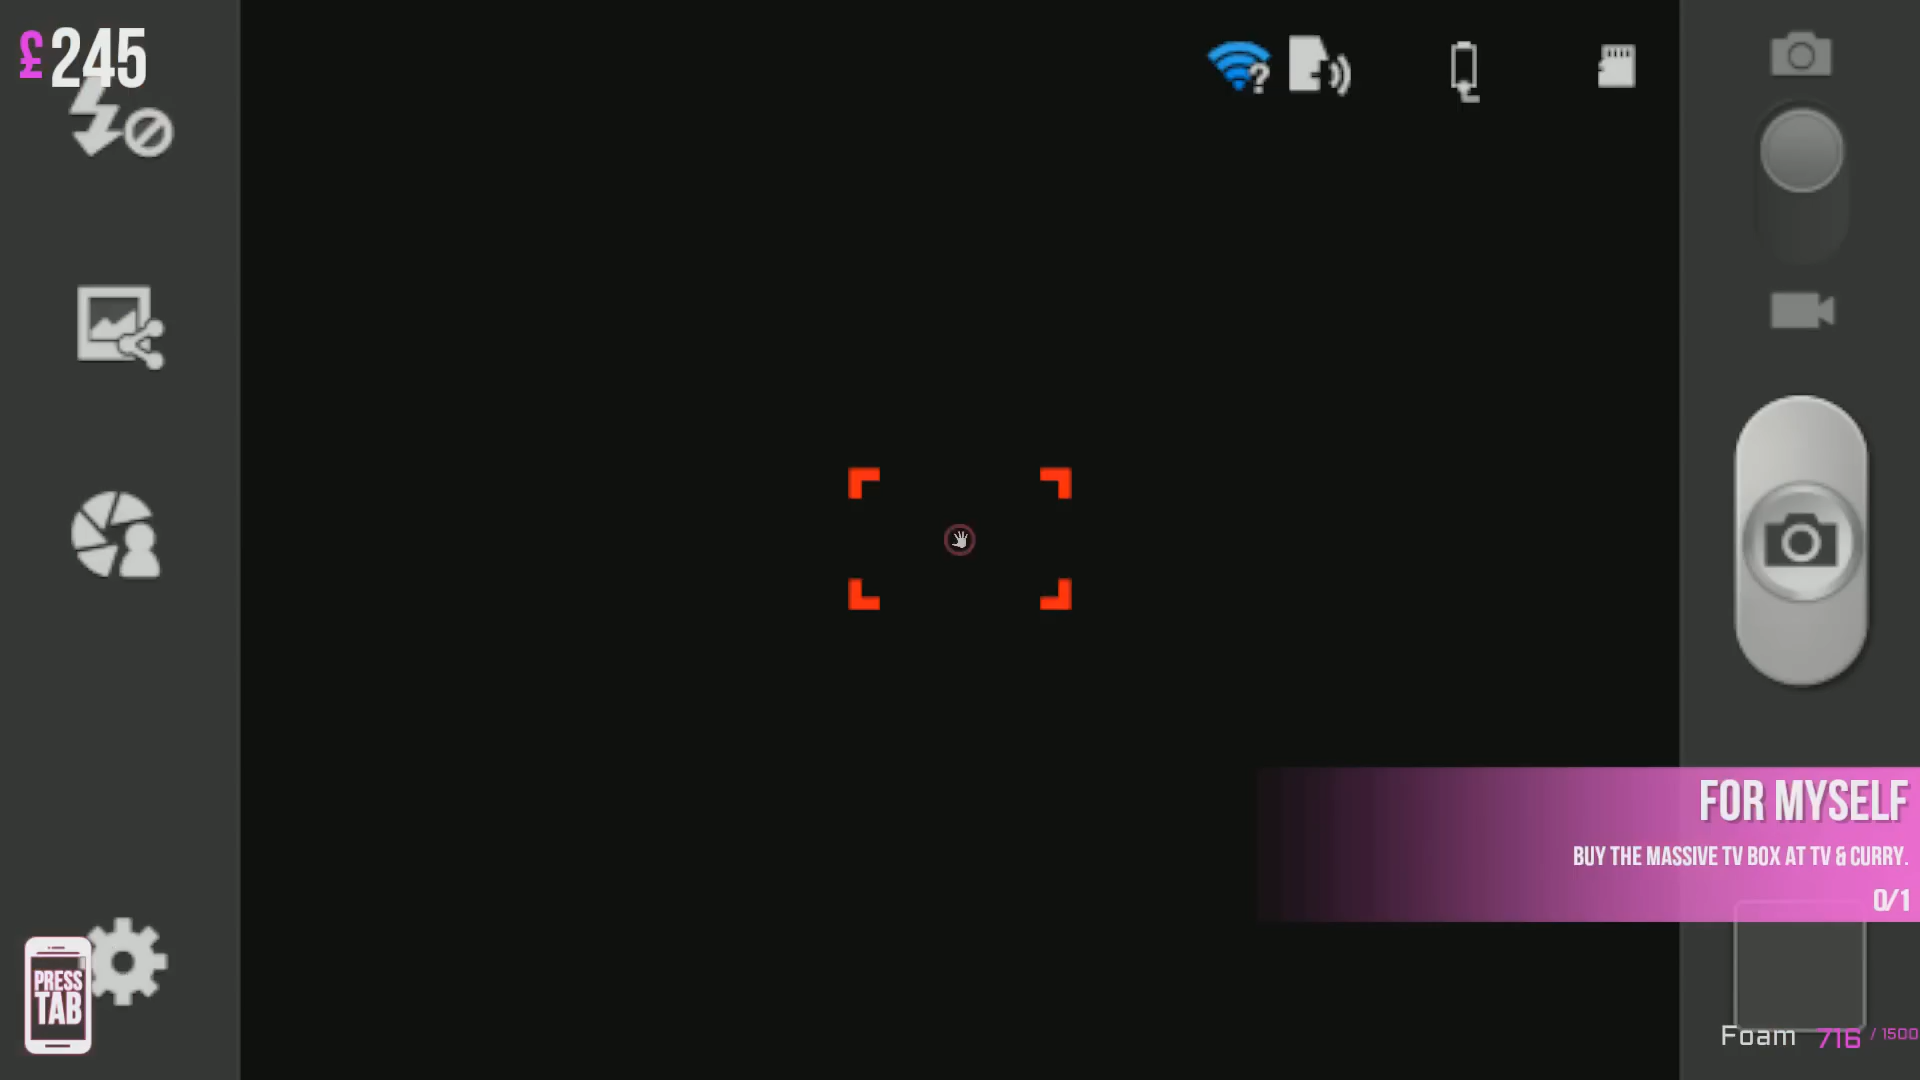 £245
FOR MYSELF
BUY THE MASSIVE TV BOX AT TV & CURRY.
0/1
PRESS
TAB
Foam 716 / 1500